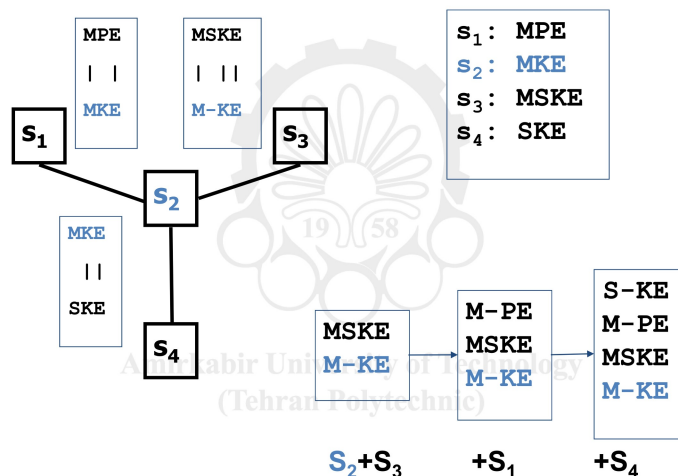 MPE
| |
MKE
MSKE
| ||
M-KE
s1: MPE
s2: MKE
s3: MSKE
s4: SKE
S1
S3
S2
MKE
||
SKE
S4
19 58
MSKE
M-KE
M-PE
MSKE
M-KE
S-KE
M-PE
MSKE
M-KE
Amirkabir University of Technology
(Tehran Polytechnic)
S2+S3
+S1
+S4